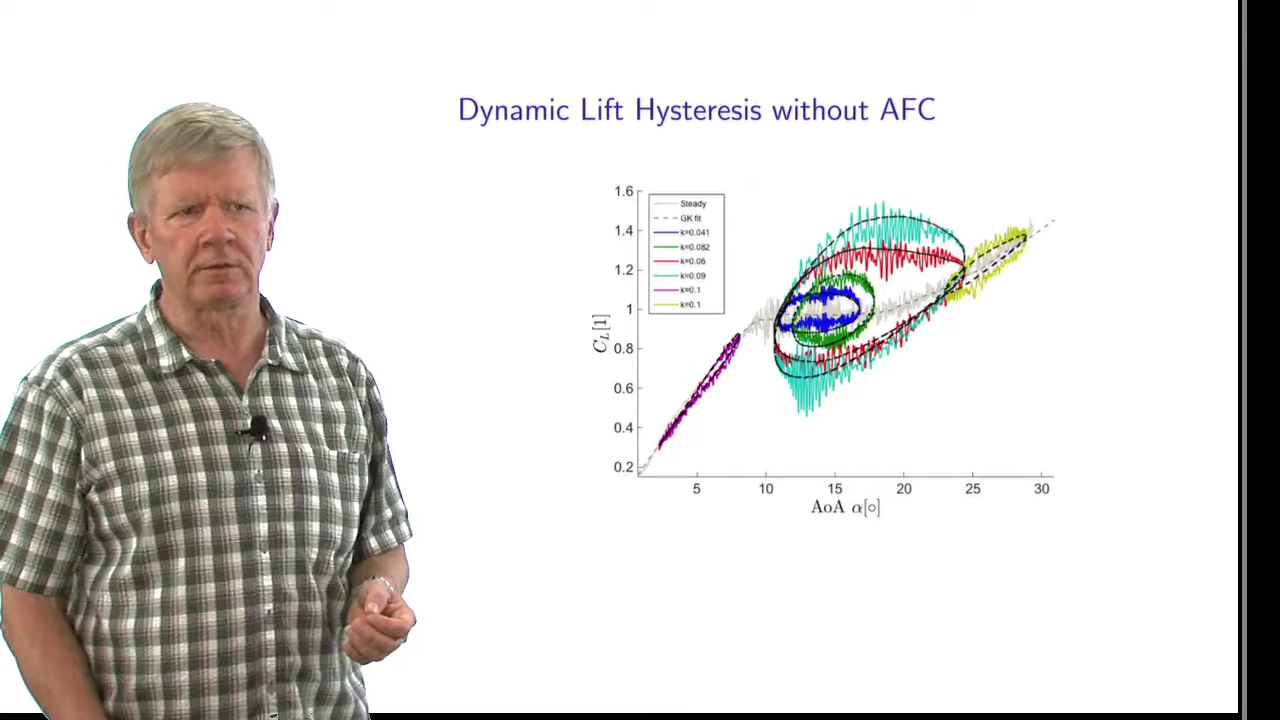 Dynamic Lift Hysteresis without AFC
1.6
1.4
1.2
1
0.8
0.6
0.4
0.2
C_L[1]
Steady
GK fit
k=0.041
k=0.082
k=0.06
k=0.09
k=0.1
k=0.1
5 10 15 20 25 30
AoA α[∘]